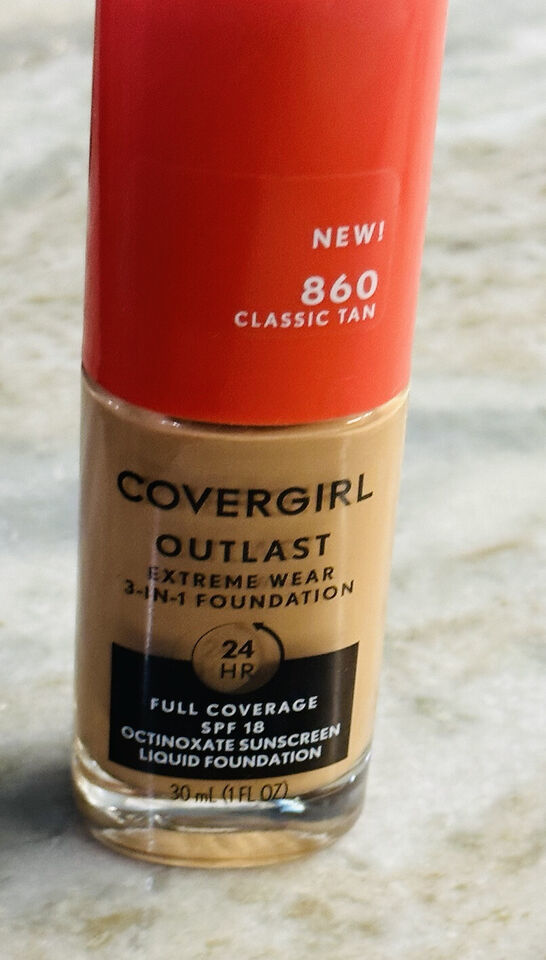 NEW!
860
CLASSIC TAN
COVERGIRL
OUTLAST
EXTREME WEAR
3-IN-1 FOUNDATION
24
HR
FULL COVERAGE
SPF 18
OCTINOXATE SUNSCREEN
LIQUID FOUNDATION
30 mL (1 FL OZ)